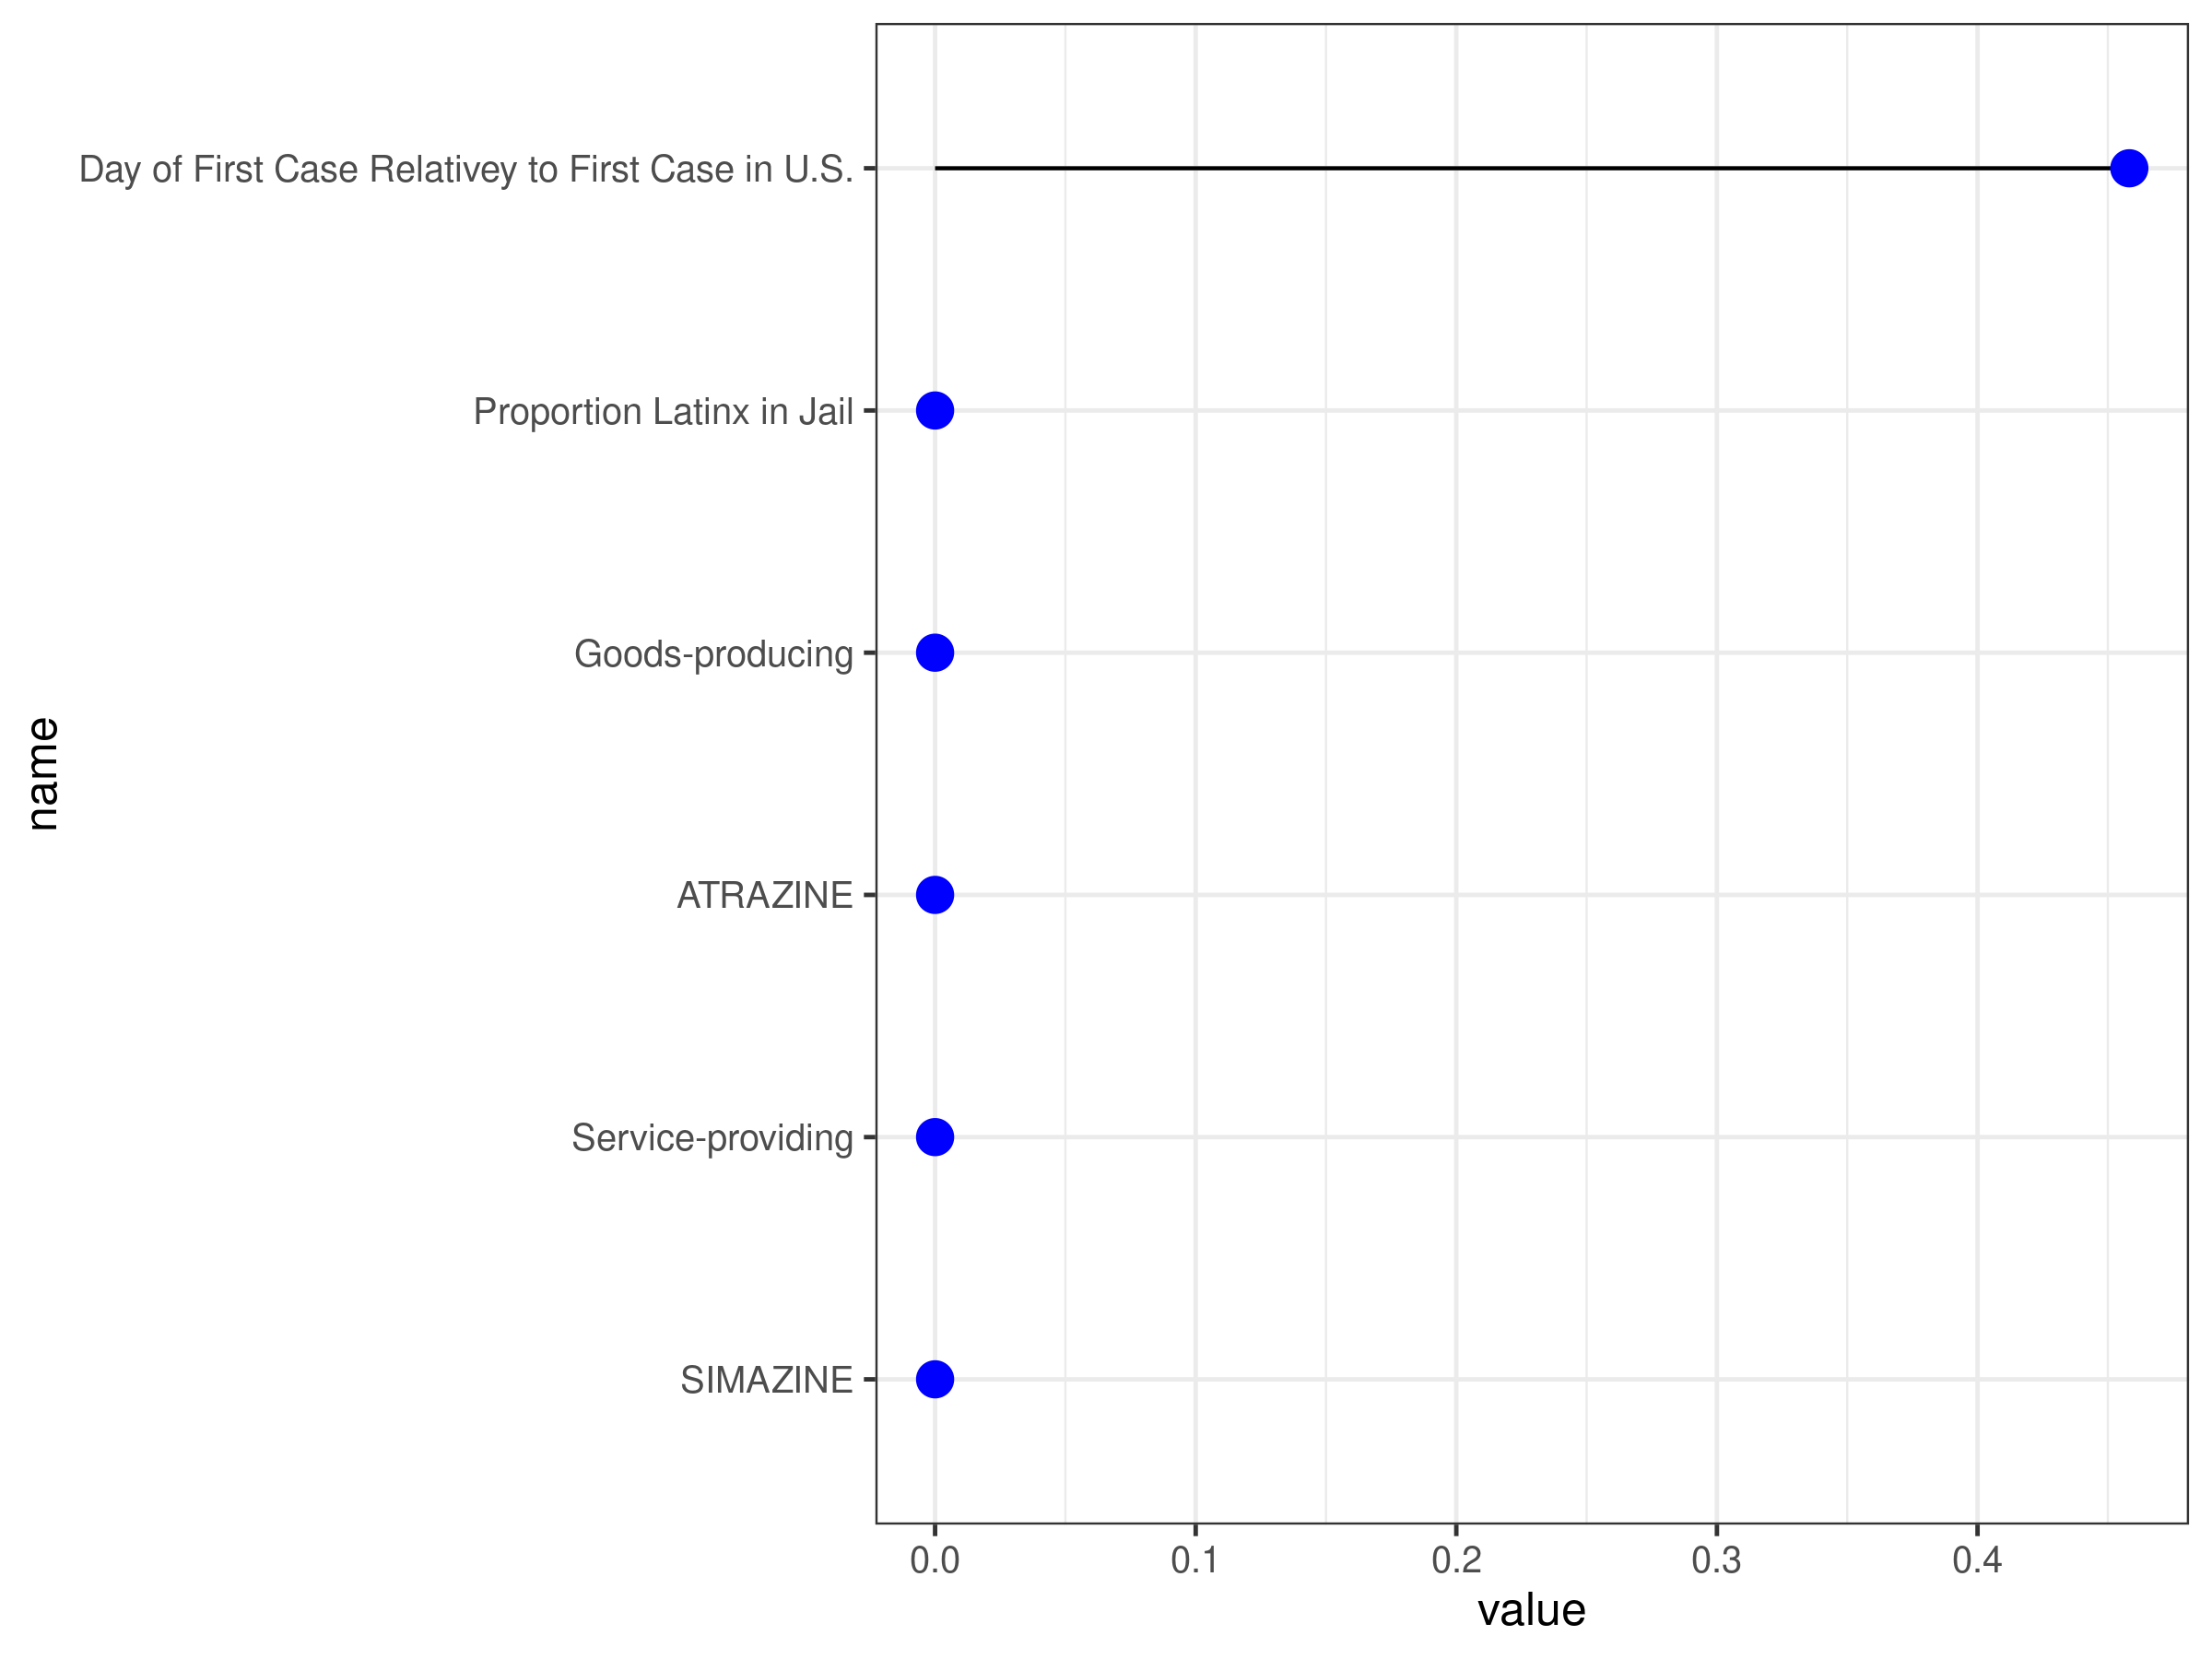 Day of First Case Relativey to First Case in U.S.
Proportion Latinx in Jail
Goods-producing
ATRAZINE
Service-providing
SIMAZINE
name
0.0 0.1 0.2 0.3 0.4
value